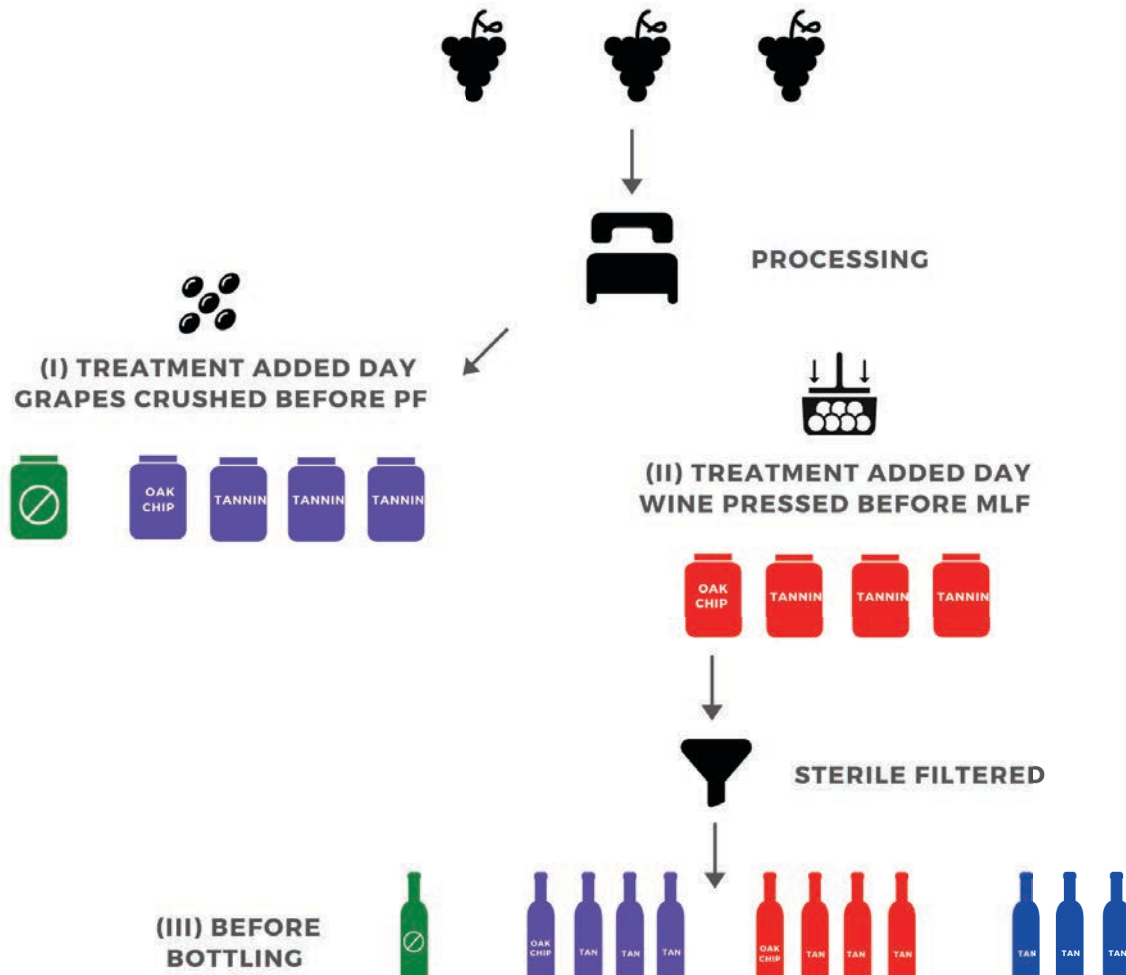 PROCESSING
(I) TREATMENT ADDED DAY
GRAPES CRUSHED BEFORE PF
OAK
CHIP
TANNIN
TANNIN
TANNIN
(II) TREATMENT ADDED DAY
WINE PRESSED BEFORE MLF
OAK
CHIP
TANNIN
TANNIN
TANNIN
STERILE FILTERED
(III) BEFORE
BOTTLING
OAK
CHIP
TAN
TAN
TAN
OAK
CHIP
TAN
TAN
TAN
TAN
TAN
TAN